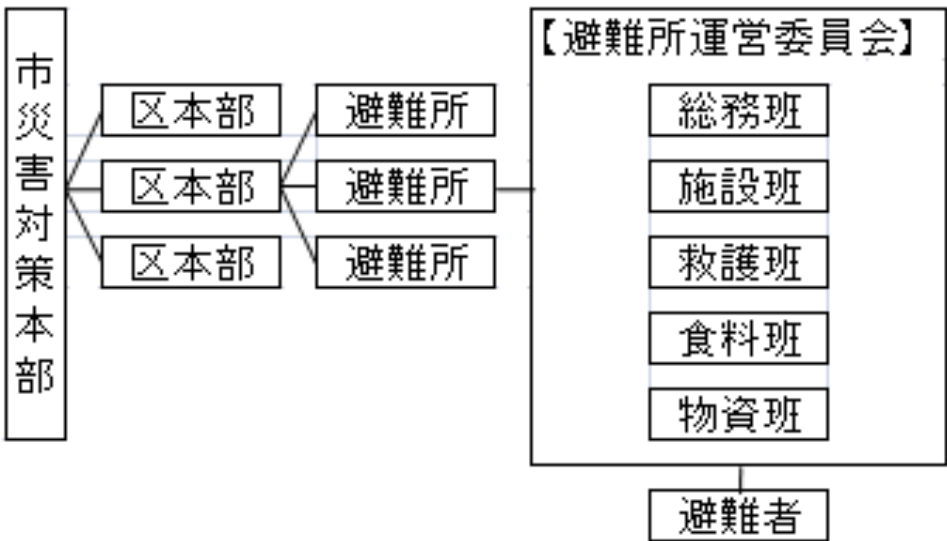 市災害対策本部
区本部
区本部
区本部
避難所
避難所
避難所
【避難所運営委員会】
総務班
施設班
救護班
食料班
物資班
避難者